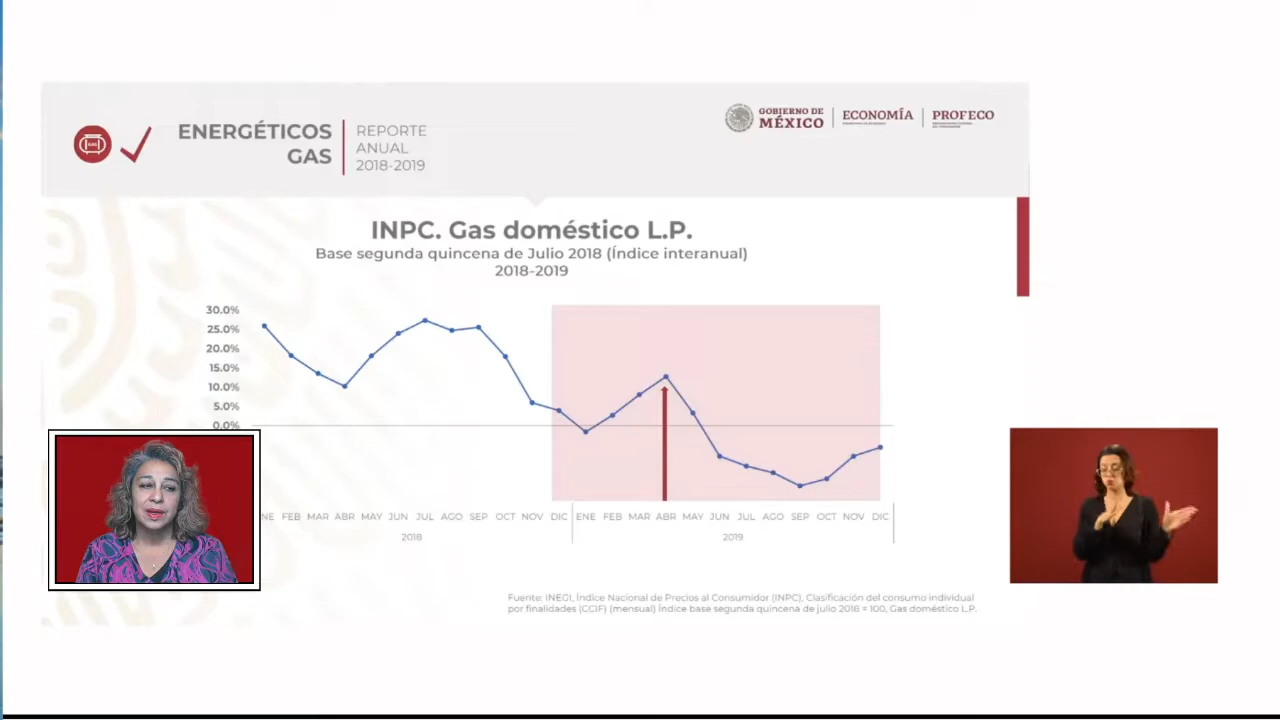 ENERGÉTICOS
GAS
REPORTE
ANUAL
2018-2019
GAS
GOBIERNO DE
MÉXICO
ECONOMÍA
PROFECO
INPC. Gas doméstico L.P.
Base segunda quincena de Julio 2018 (Índice interanual)
2018-2019
30.0%
25.0%
20.0%
15.0%
10.0%
5.0%
0.0%
NE FEB MAR ABR MAY JUN JUL AGO SEP OCT NOV DIC ENE FEB MAR ABR MAY JUN JUL AGO SEP OCT NOV DIC
2018 2019
Fuente: INEGI, Índice Nacional de Precios al Consumidor (INPC), Clasificación del consumo individual
por finalidades (CCIF) (mensual) Índice base segunda quincena de julio 2018 = 100, Gas doméstico L.P.